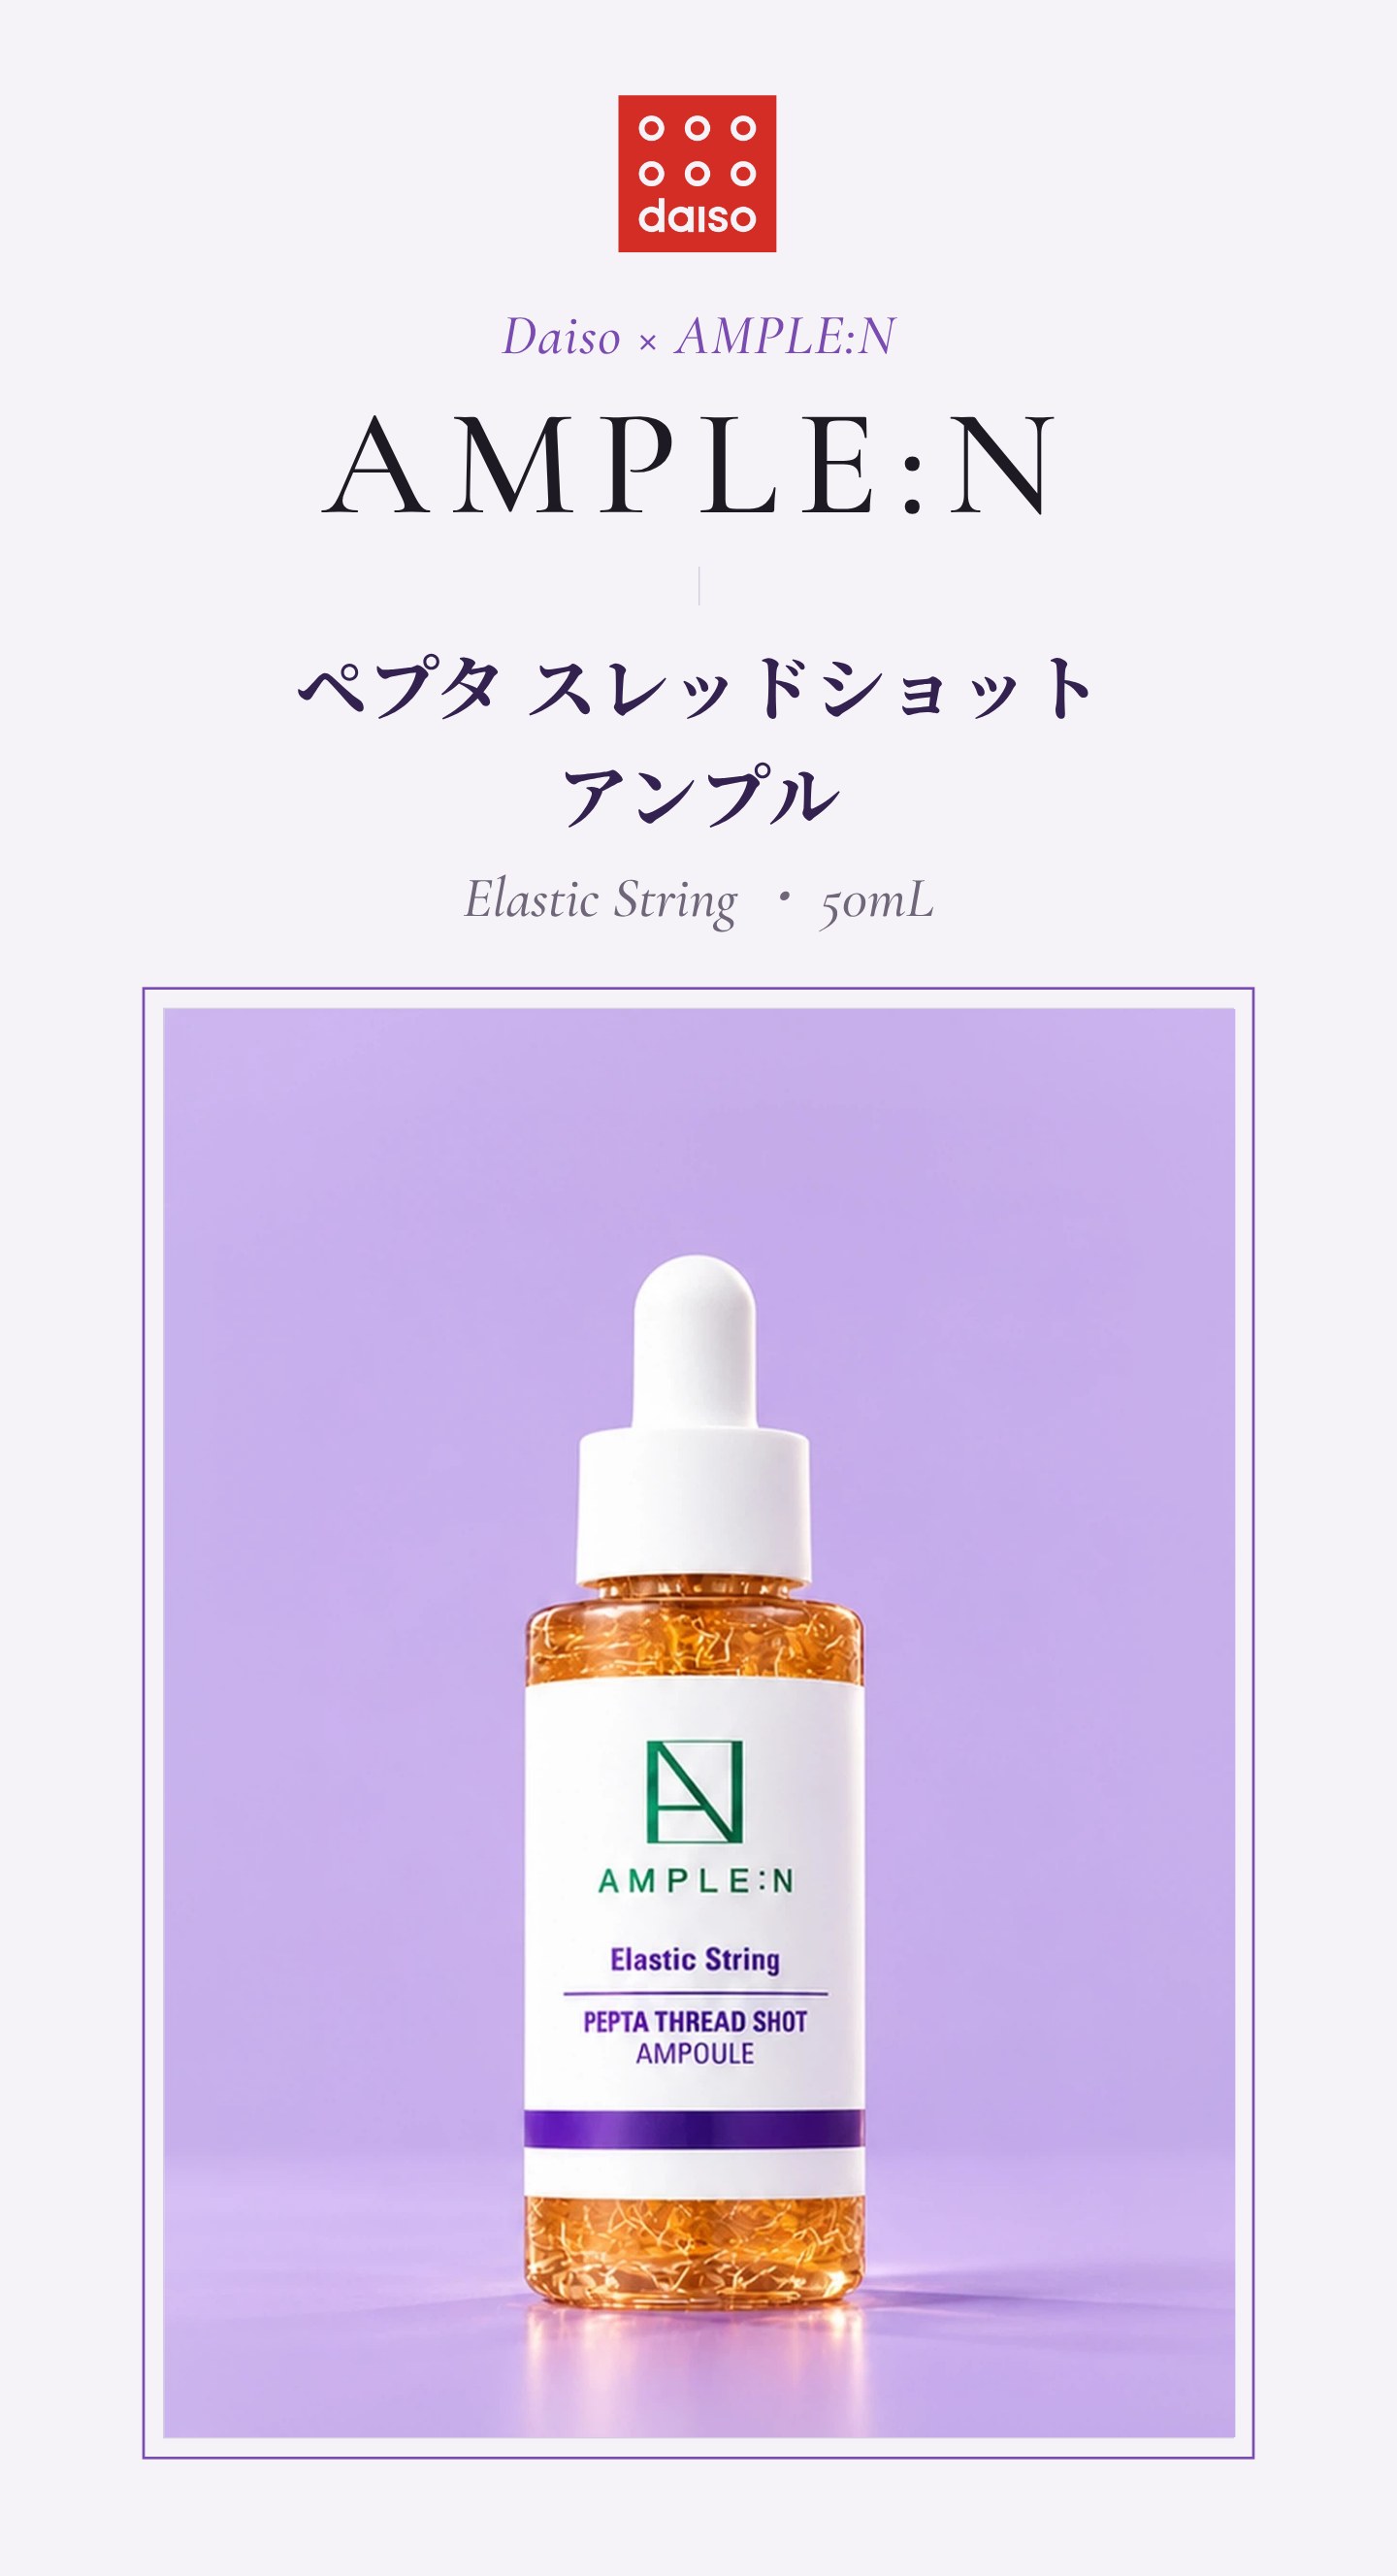 daiso
Daiso × AMPLE:N
AMPLE:N
ペプタ スレッドショット
アンプル
Elastic String ・ 50mL
AMPLE:N
Elastic String
PEPTA THREAD SHOT
AMPOULE